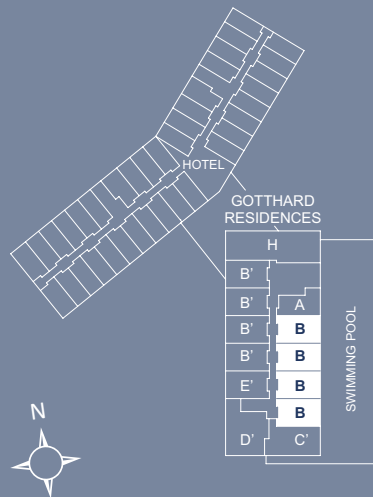 HOTEL
GOTTHARD
RESIDENCES
H
B'
B' A
B' B
B' B
E' B
B
D' C'
SWIMMING POOL
N